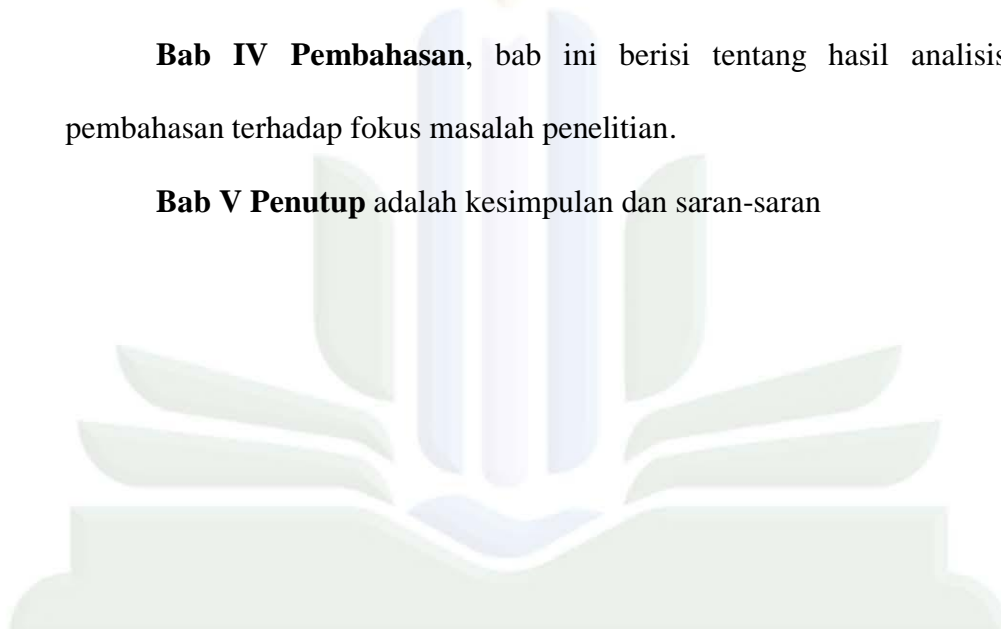 Bab IV Pembahasan, bab ini berisi tentang hasil analisis
pembahasan terhadap fokus masalah penelitian.
Bab V Penutup adalah kesimpulan dan saran-saran